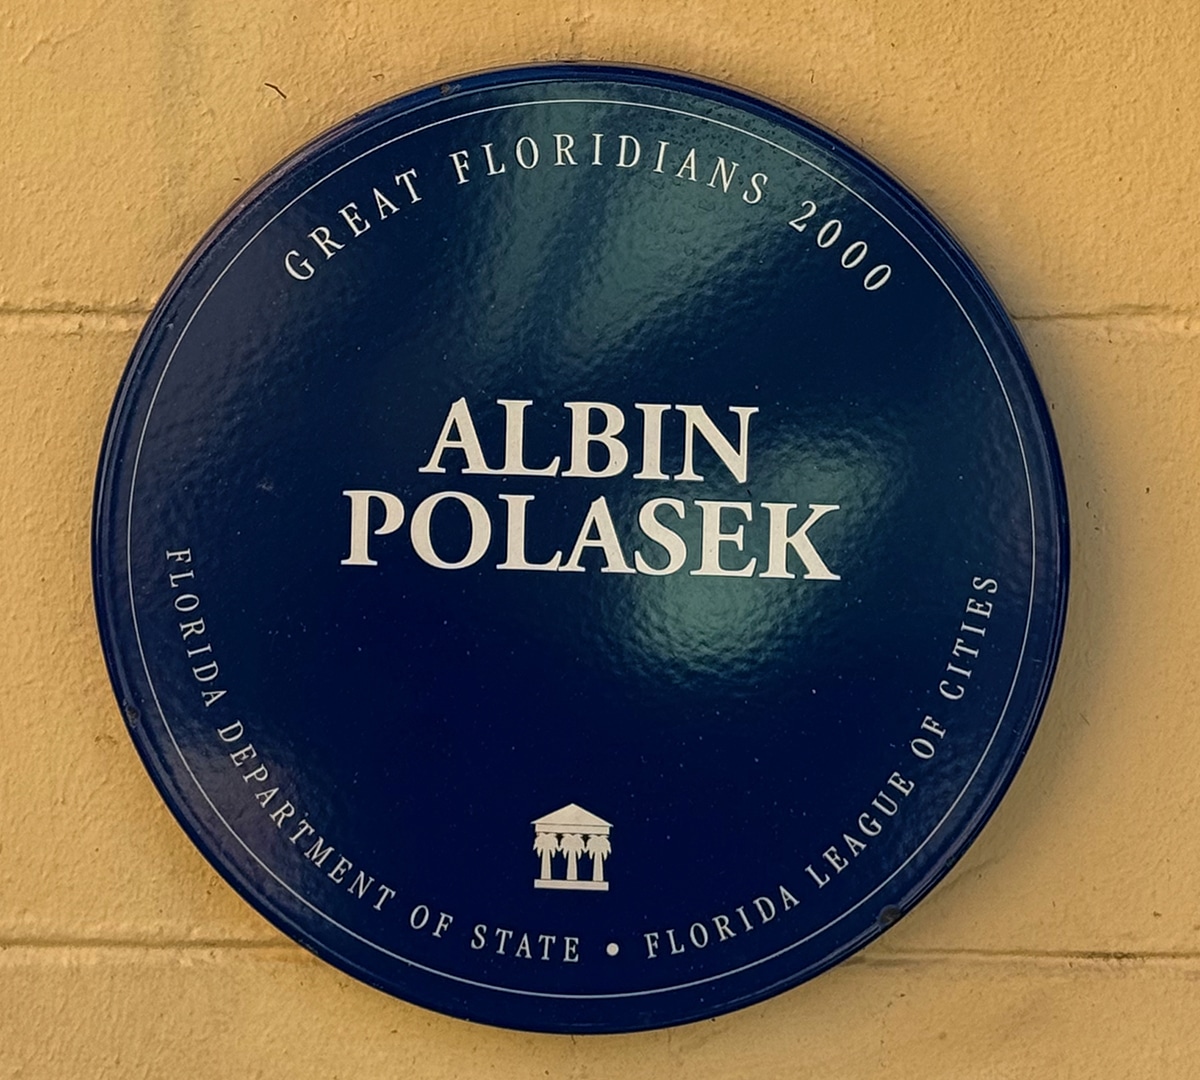 GREAT FLORIDIANS 2000
ALBIN
POLASEK
FLORIDA DEPARTMENT OF STATE • FLORIDA LEAGUE OF CITIES